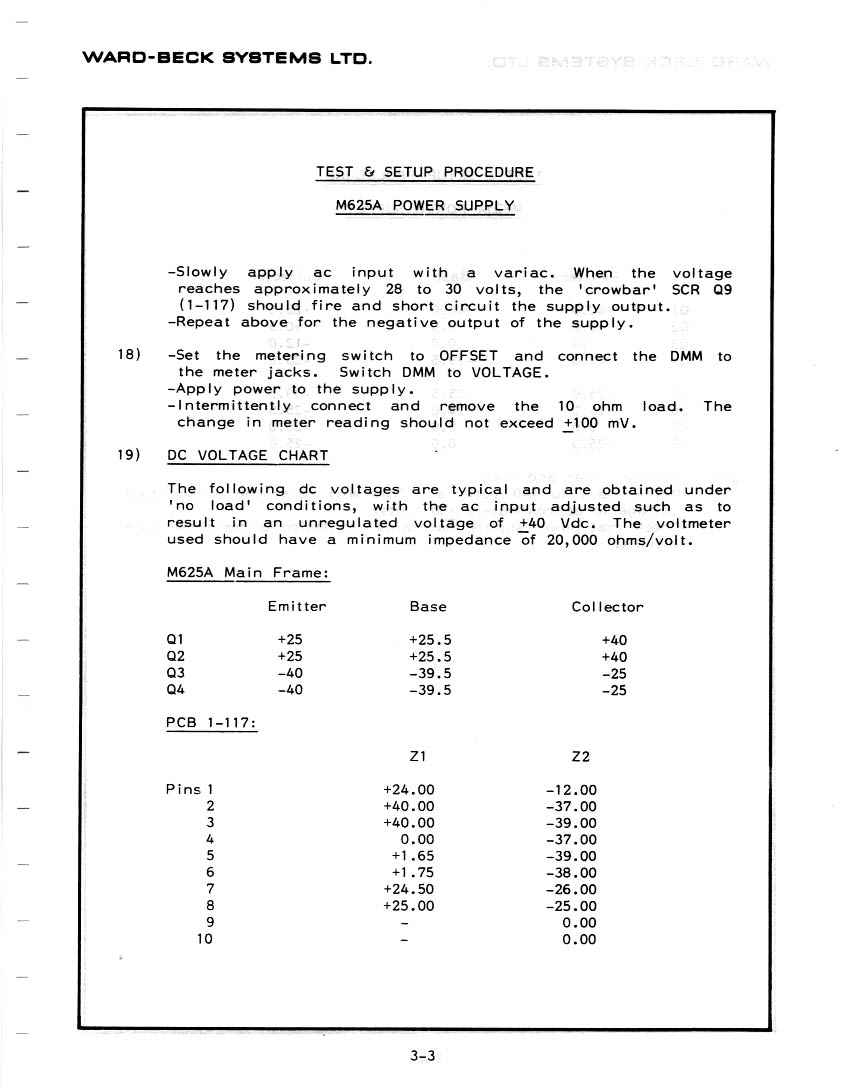 WARD-BECK SYSTEMS LTD.
TEST & SETUP PROCEDURE
M625A POWER SUPPLY
-Slowly apply ac input with a variac. When the voltage
reaches approximately 28 to 30 volts, the 'crowbar' SCR Q9
(1-117) should fire and short circuit the supply output.
-Repeat above for the negative output of the supply.
18) -Set the metering switch to OFFSET and connect the DMM to
the meter jacks. Switch DMM to VOLTAGE.
-Apply power to the supply.
-Intermittently connect and remove the 10 ohm load. The
change in meter reading should not exceed ±100 mV.
19) DC VOLTAGE CHART
The following dc voltages are typical and are obtained under
'no load' conditions, with the ac input adjusted such as to
result in an unregulated voltage of ±40 Vdc. The voltmeter
used should have a minimum impedance of 20,000 ohms/volt.
M625A Main Frame:
Emitter Base Collector
Q1 +25 +25.5 +40
Q2 +25 +25.5 +40
Q3 -40 -39.5 -25
Q4 -40 -39.5 -25
PCB 1-117:
Z1 Z2
Pins 1 +24.00 -12.00
2 +40.00 -37.00
3 +40.00 -39.00
4 0.00 -37.00
5 +1.65 -39.00
6 +1.75 -38.00
7 +24.50 -26.00
8 +25.00 -25.00
9 - 0.00
10 - 0.00
3-3